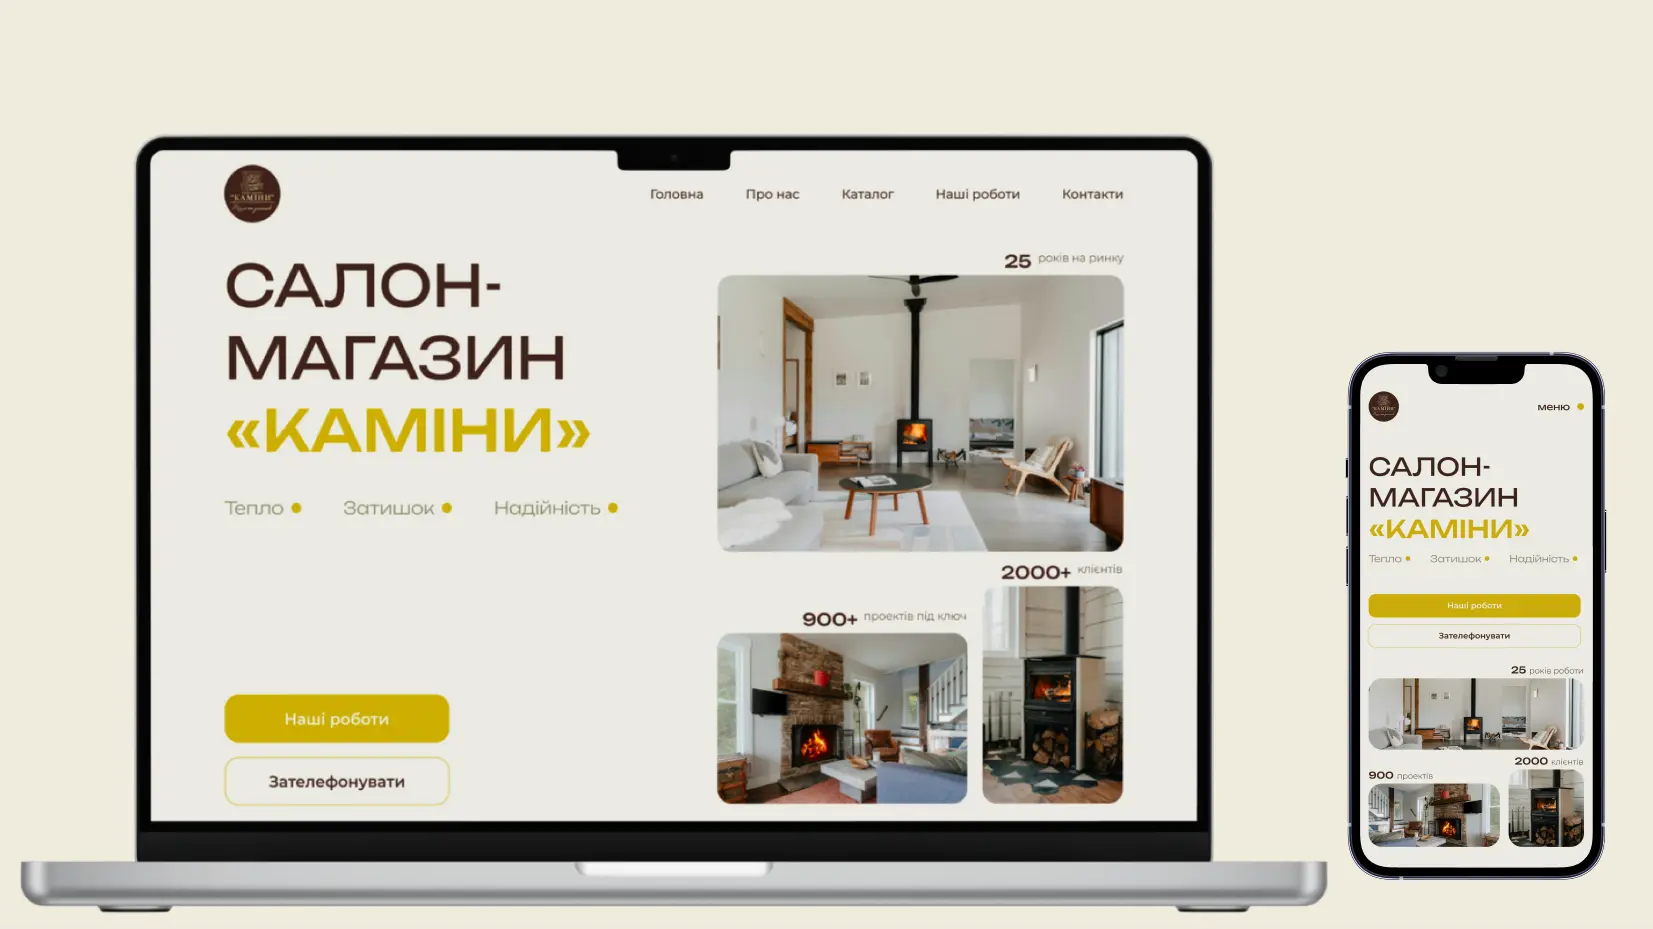 "КАМІНИ"
Головна Про нас Каталог Наші роботи Контакти
САЛОН-
МАГАЗИН
«КАМІНИ»
Тепло Затишок Надійність
Наші роботи
Зателефонувати
25 років на ринку
2000+ клієнтів
900+ проектів під ключ
меню
САЛОН-
МАГАЗИН
«КАМІНИ»
Тепло Затишок Надійність
Наші роботи
Зателефонувати
25 років роботи
2000 клієнтів
900 проектів